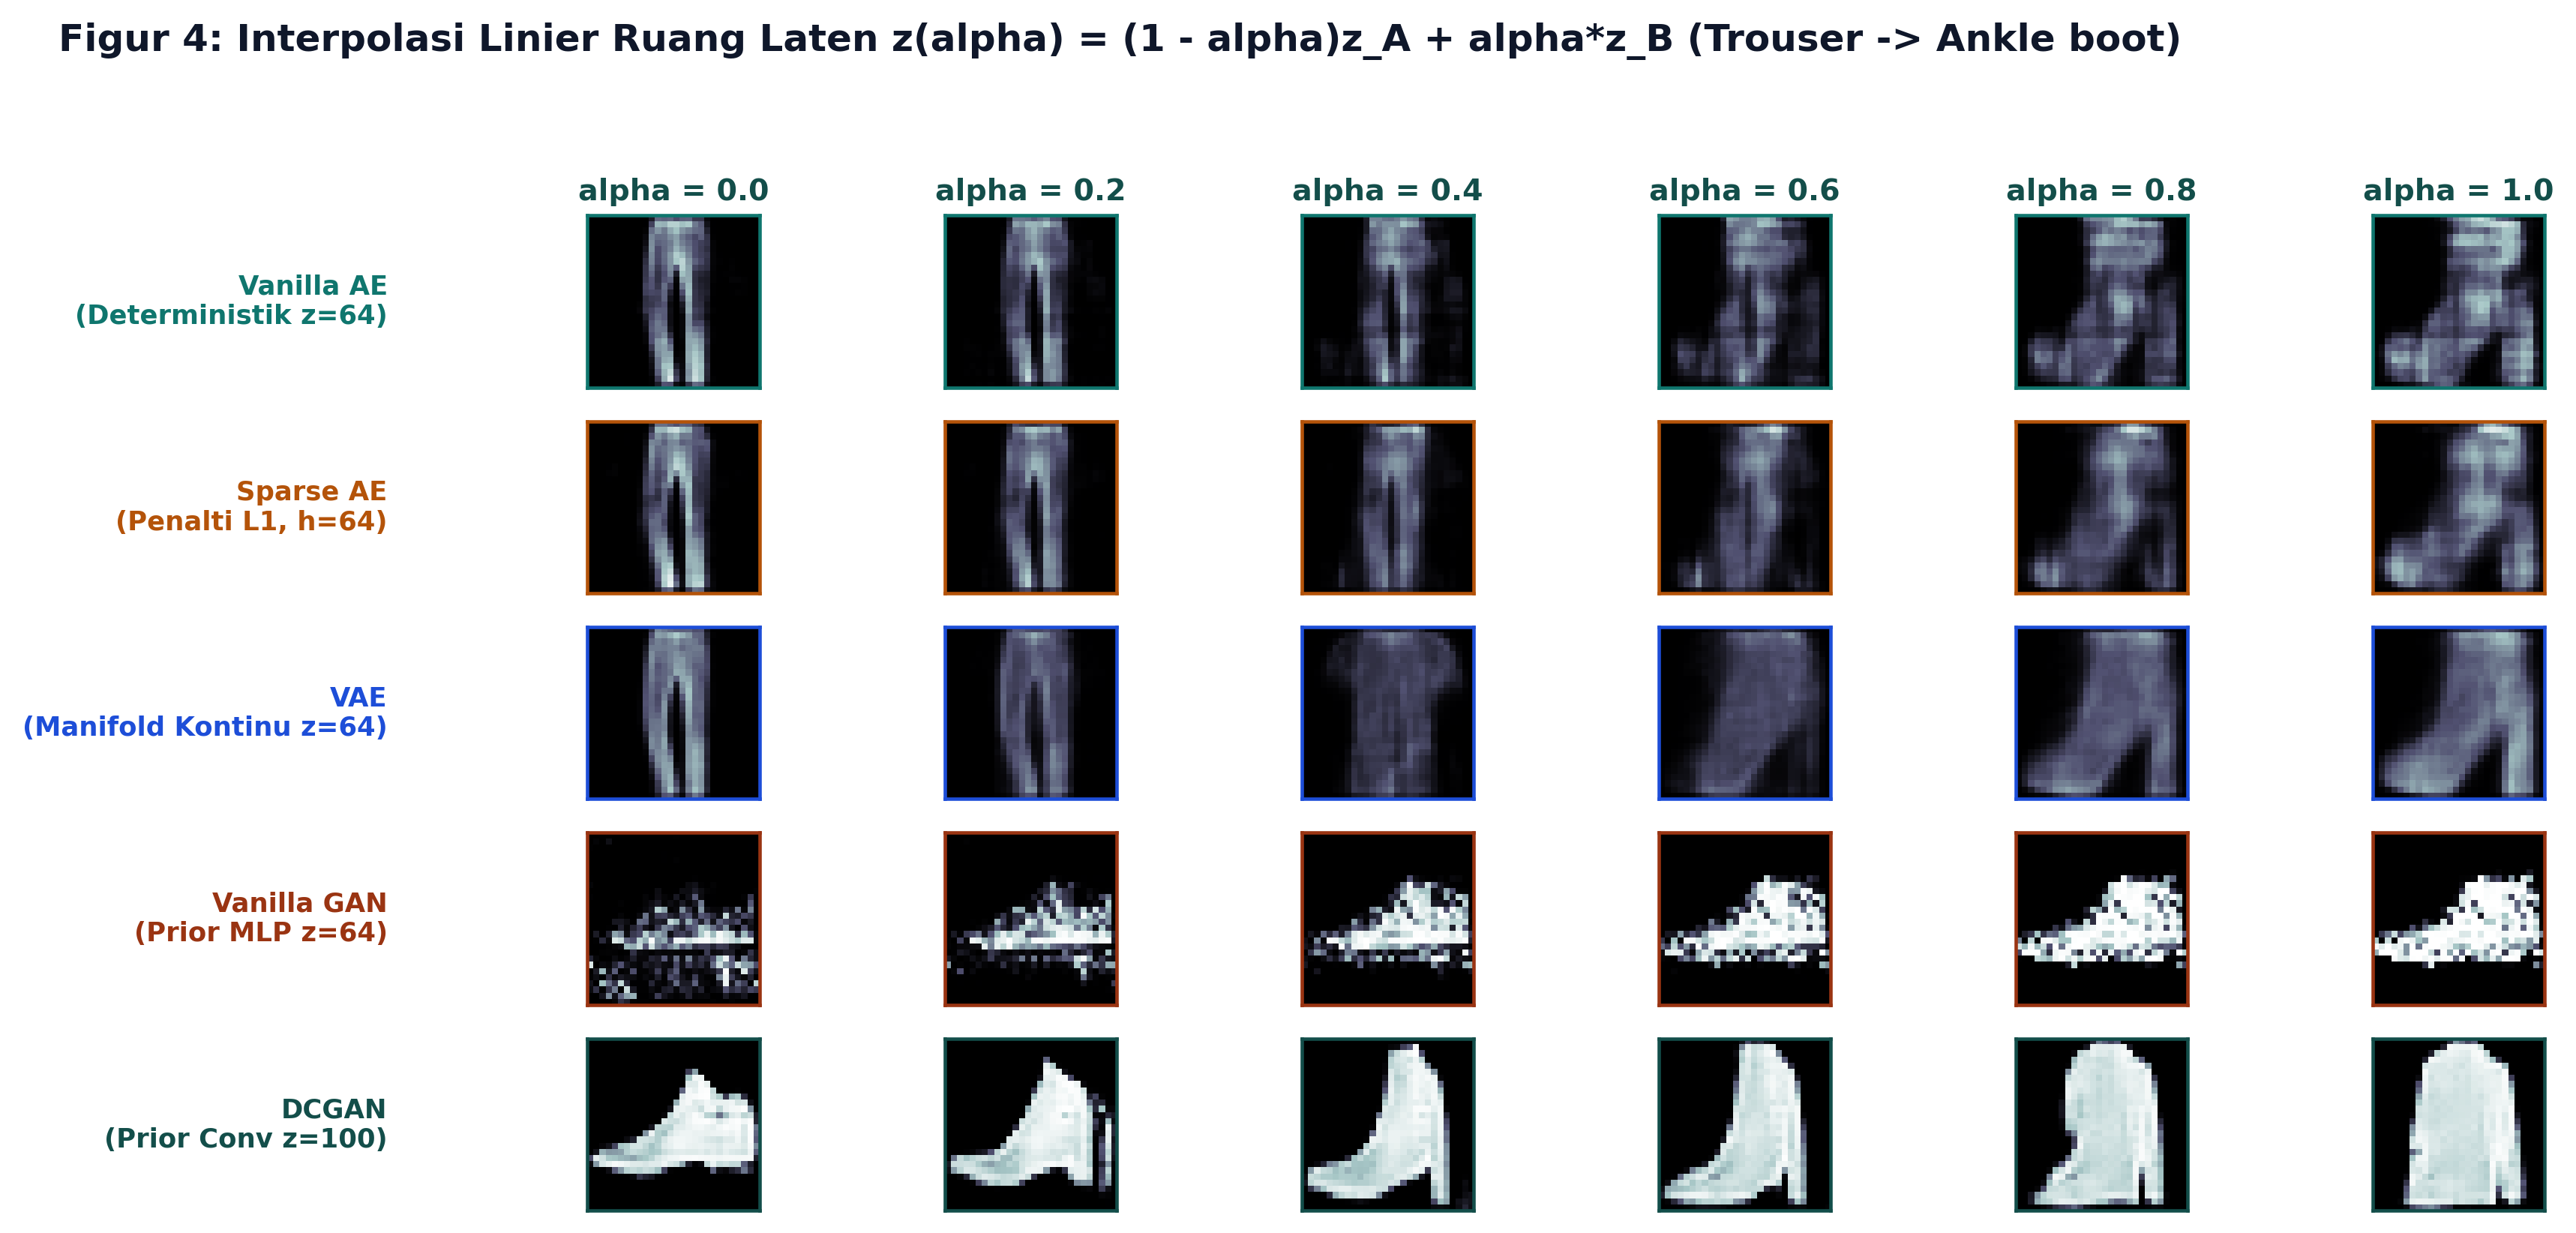 Figur 4: Interpolasi Linier Ruang Laten z(alpha) = (1 - alpha)z_A + alpha*z_B (Trouser -> Ankle boot)
alpha = 0.0
alpha = 0.2
alpha = 0.4
alpha = 0.6
alpha = 0.8
alpha = 1.0
Vanilla AE
(Deterministik z=64)
Sparse AE
(Penalti L1, h=64)
VAE
(Manifold Kontinu z=64)
Vanilla GAN
(Prior MLP z=64)
DCGAN
(Prior Conv z=100)